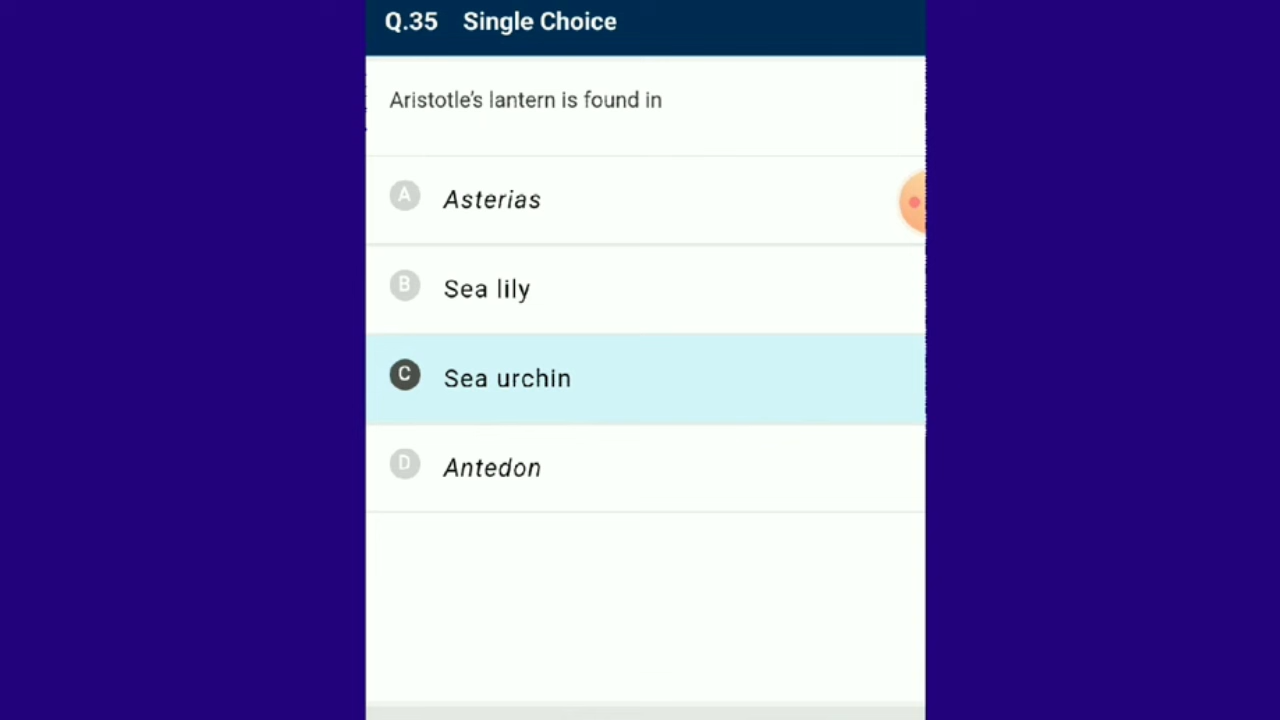 Q.35 Single Choice
Aristotle’s lantern is found in
A Asterias
B Sea lily
C Sea urchin
D Antedon